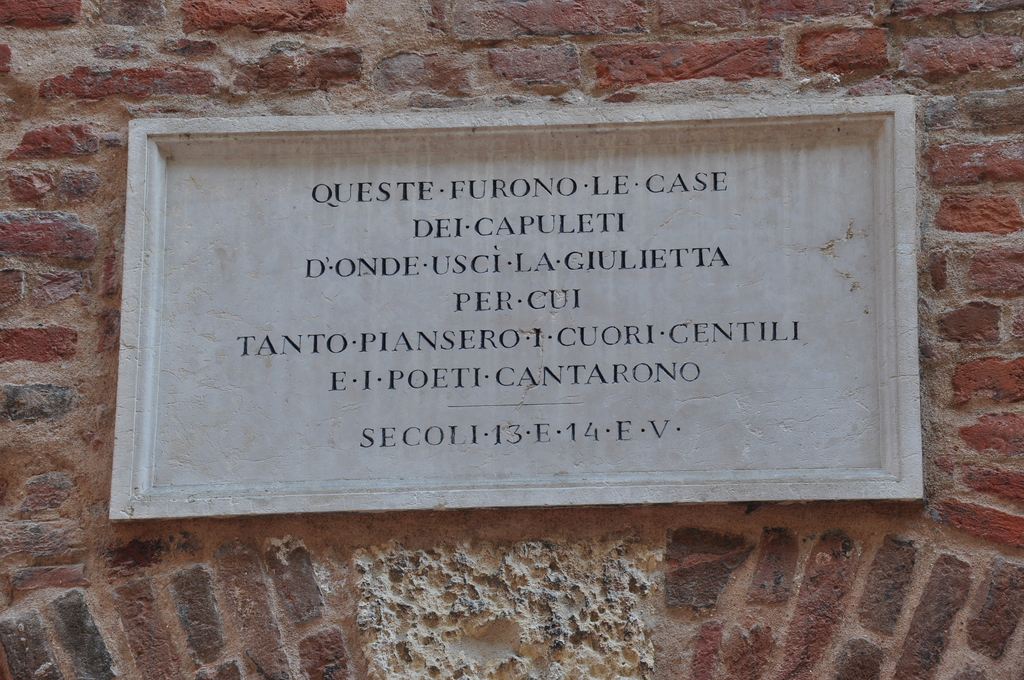 QUESTE·FURONO·LE·CASE
DEI·CAPULETI
D'·ONDE·USCÌ·LA·GIULIETTA
PER·CUI
TANTO·PIANSERO·I·CUORI·GENTILI
E·I·POETI·CANTARONO
SECOLI·13·E·14·E·V·